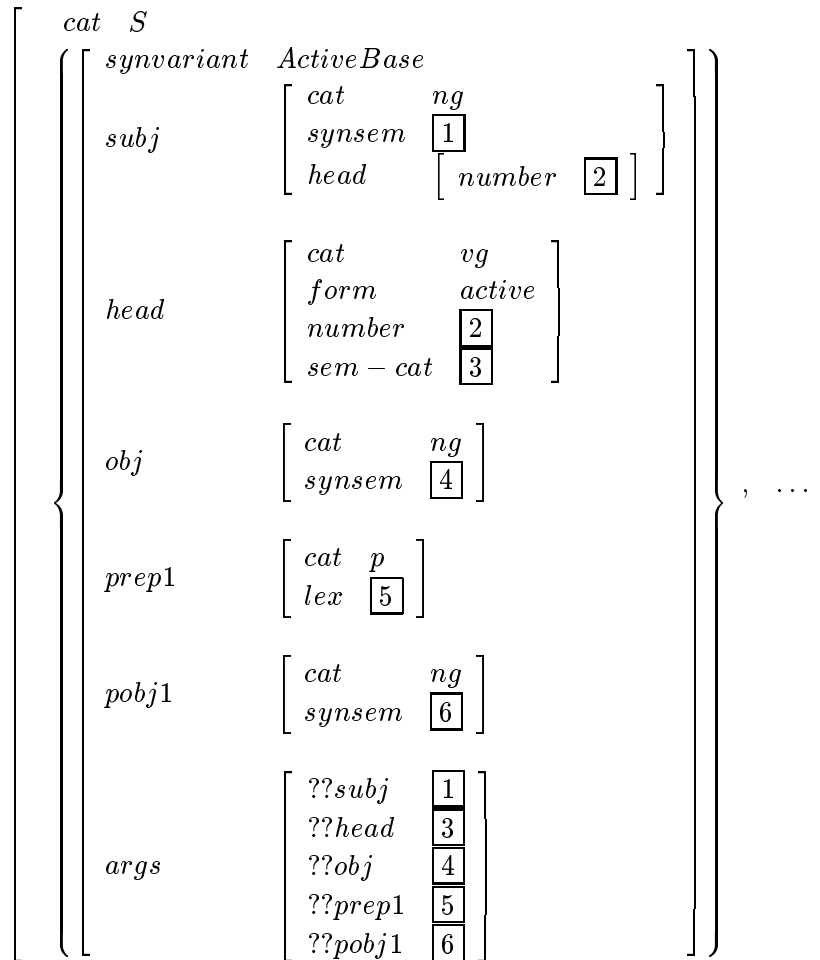 cat S
synvariant ActiveBase
subj
cat ng
synsem 1
head number 2
head
cat vg
form active
number 2
sem − cat 3
obj
cat ng
synsem 4
, ...
prep1
cat p
lex 5
pobj1
cat ng
synsem 6
args
??subj 1
??head 3
??obj 4
??prep1 5
??pobj1 6